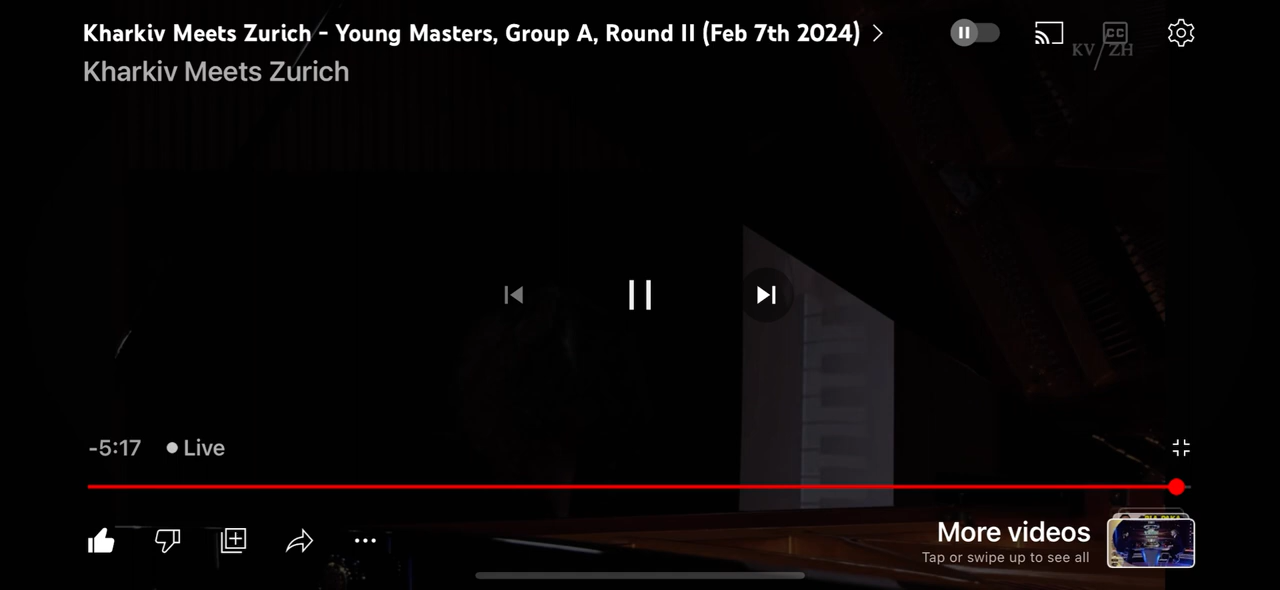 Kharkiv Meets Zurich - Young Masters, Group A, Round II (Feb 7th 2024)
Kharkiv Meets Zurich
CC
KV/ZH
-5:17 Live
More videos
Tap or swipe up to see all